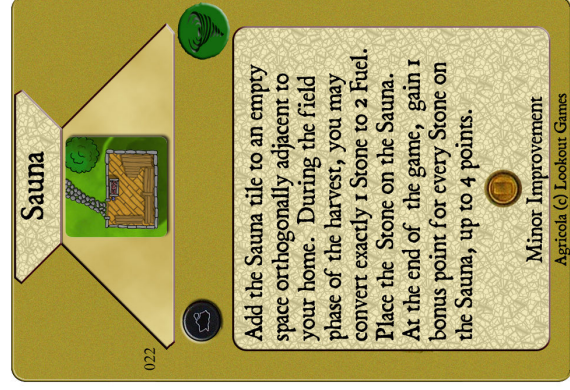 Sauna
022
Add the Sauna tile to an empty
space orthogonally adjacent to
your home. During the field
phase of the harvest, you may
convert exactly 1 Stone to 2 Fuel.
Place the Stone on the Sauna.
At the end of the game, gain 1
bonus point for every Stone on
the Sauna, up to 4 points.
Minor Improvement
Agricola (c) Lookout Games